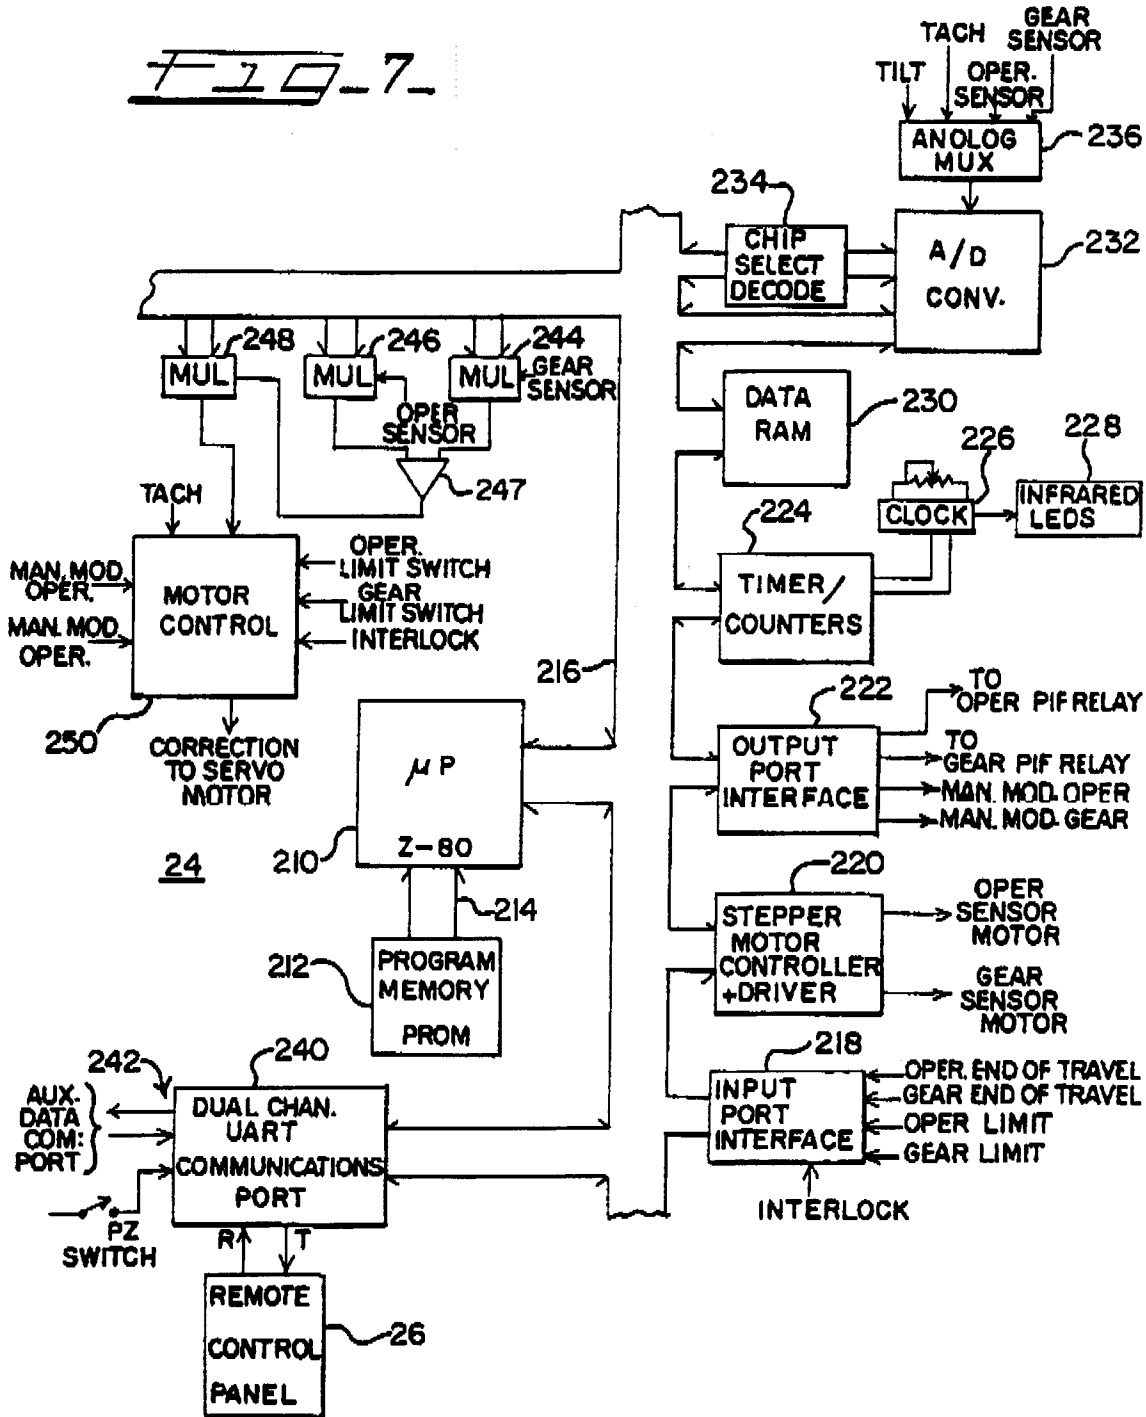 Fig-7-
GEAR
SENSOR
TACH
TILT
OPER.
SENSOR
ANOLOG
MUX
236
234
CHIP
SELECT
DECODE
A/D
CONV.
232
248
MUL
246
MUL
244
MUL
GEAR
SENSOR
OPER
SENSOR
247
DATA
RAM
230
226
228
CLOCK
INFRARED
LEDS
224
TIMER/
COUNTERS
TACH
MAN. MOD.
OPER.
MAN. MOD.
OPER.
MOTOR
CONTROL
OPER.
LIMIT SWITCH
GEAR
LIMIT SWITCH
INTERLOCK
250
CORRECTION
TO SERVO
MOTOR
216
222
OUTPUT
PORT
INTERFACE
TO
OPER PIF RELAY
TO
GEAR PIF RELAY
MAN. MOD. OPER
MAN. MOD. GEAR
μP
Z-80
210
24
214
212
PROGRAM
MEMORY
PROM
220
STEPPER
MOTOR
CONTROLLER
+DRIVER
OPER
SENSOR
MOTOR
GEAR
SENSOR
MOTOR
218
INPUT
PORT
INTERFACE
OPER. END OF TRAVEL
GEAR END OF TRAVEL
OPER LIMIT
GEAR LIMIT
INTERLOCK
242
240
AUX.
DATA
COM.
PORT
DUAL CHAN.
UART
COMMUNICATIONS
PORT
PZ
SWITCH
R
T
REMOTE
CONTROL
PANEL
26